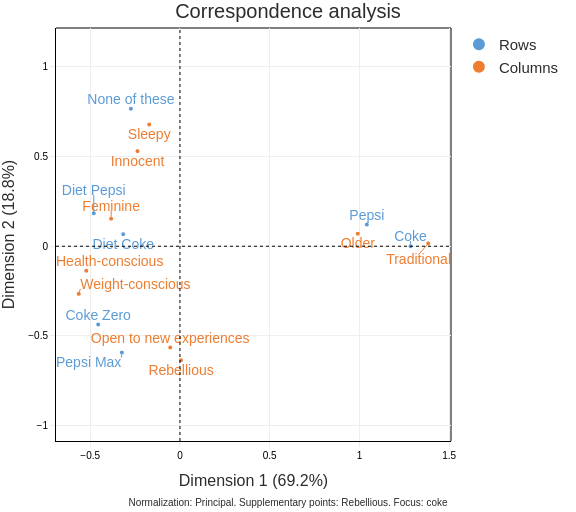 Correspondence analysis
Rows
Columns
1
0.5
0
−0.5
−1
Dimension 2 (18.8%)
None of these
Sleepy
Innocent
Diet Pepsi
Feminine
Pepsi
Coke
Diet Coke
Older
Health-conscious
Traditional
Weight-conscious
Coke Zero
Open to new experiences
Pepsi Max
Rebellious
−0.5
0
0.5
1
1.5
Dimension 1 (69.2%)
Normalization: Principal. Supplementary points: Rebellious. Focus: coke